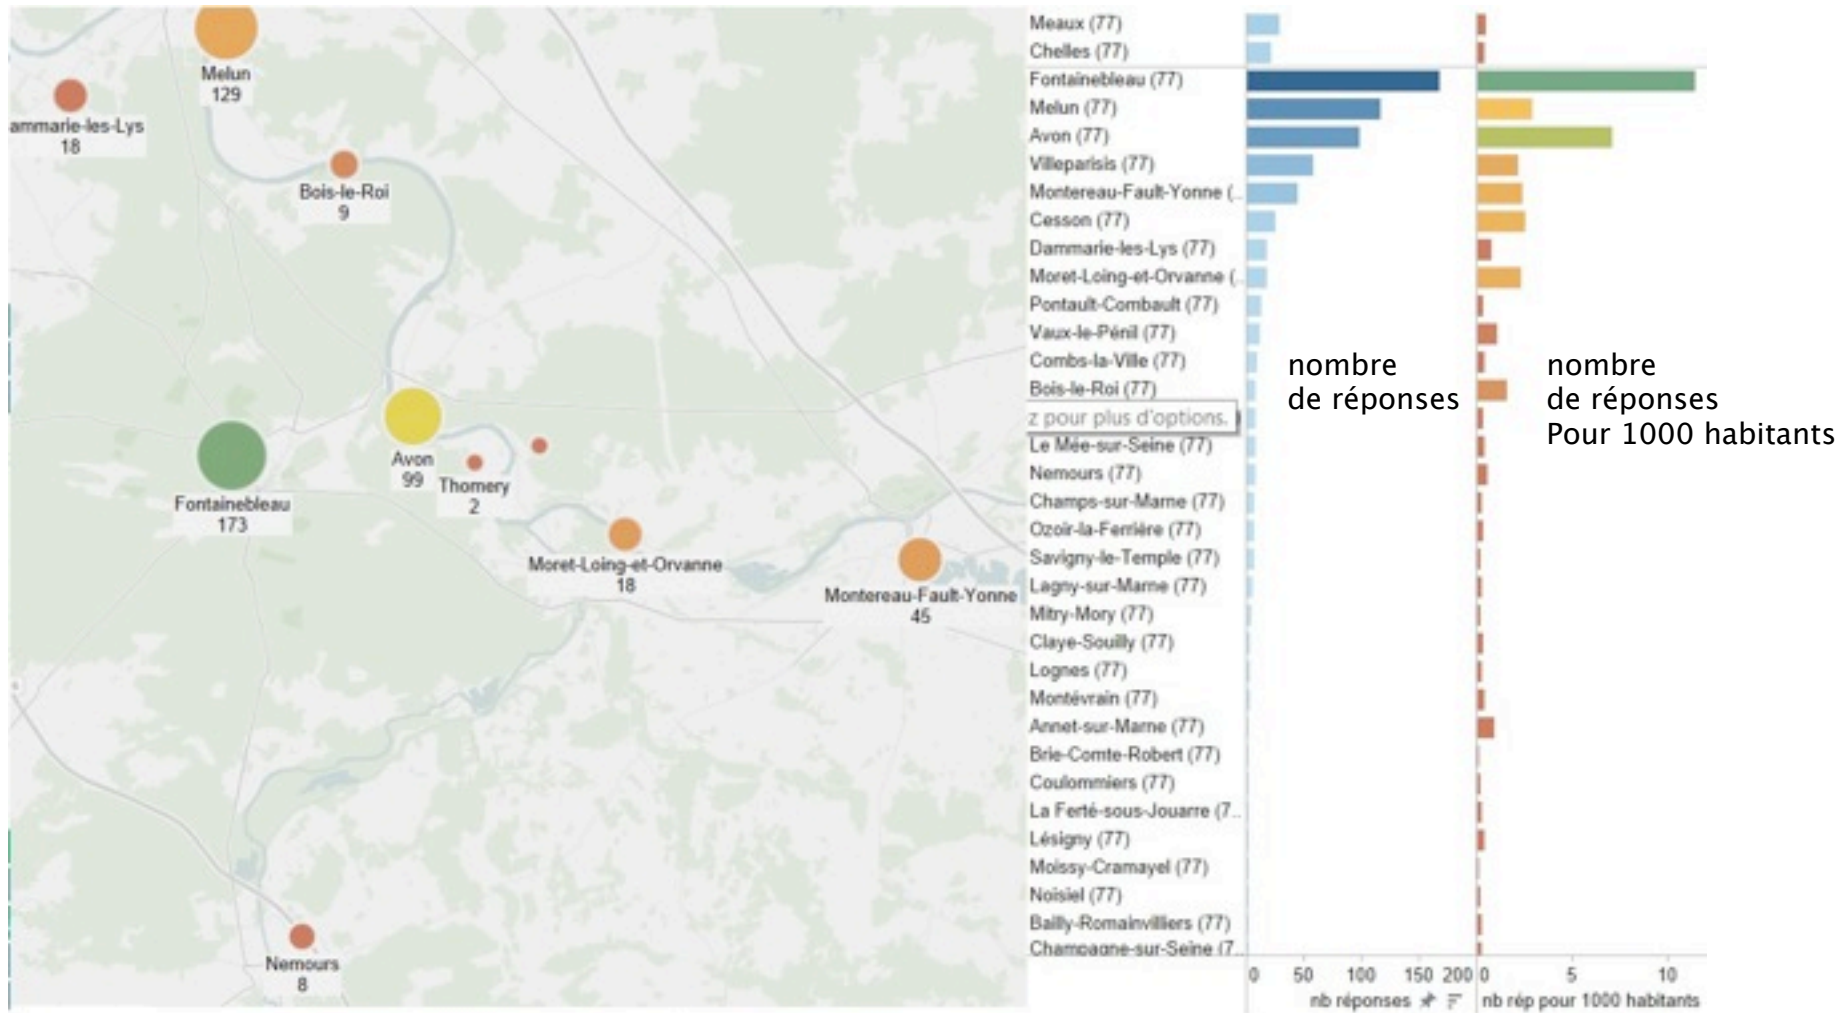 Melun
129
ammarie-les-Lys
18
Bois-le-Roi
9
Avon
99
Thomery
2
Fontainebleau
173
Moret-Loing-et-Orvanne
18
Montereau-Fault-Yonne
45
Nemours
8
Meaux (77)
Chelles (77)
Fontainebleau (77)
Melun (77)
Avon (77)
Villeparisis (77)
Montereau-Fault-Yonne (..
Cesson (77)
Dammarie-les-Lys (77)
Moret-Loing-et-Orvanne (..
Pontault-Combault (77)
Vaux-le-Pénil (77)
Combs-la-Ville (77)
Bois-le-Roi (77)
z pour plus d'options.
Le Mée-sur-Seine (77)
Nemours (77)
Champs-sur-Marne (77)
Ozoir-la-Ferrière (77)
Savigny-le-Temple (77)
Lagny-sur-Marne (77)
Mitry-Mory (77)
Claye-Souilly (77)
Lognes (77)
Montévrain (77)
Annet-sur-Marne (77)
Brie-Comte-Robert (77)
Coulommiers (77)
La Ferté-sous-Jouarre (7..
Lésigny (77)
Moissy-Cramayel (77)
Noisiel (77)
Bailly-Romainvilliers (77)
Champagne-sur-Seine (7..
nombre
de réponses
nombre
de réponses
Pour 1000 habitants
0 50 100 150 200
nb réponses
0 5 10
nb rép pour 1000 habitants